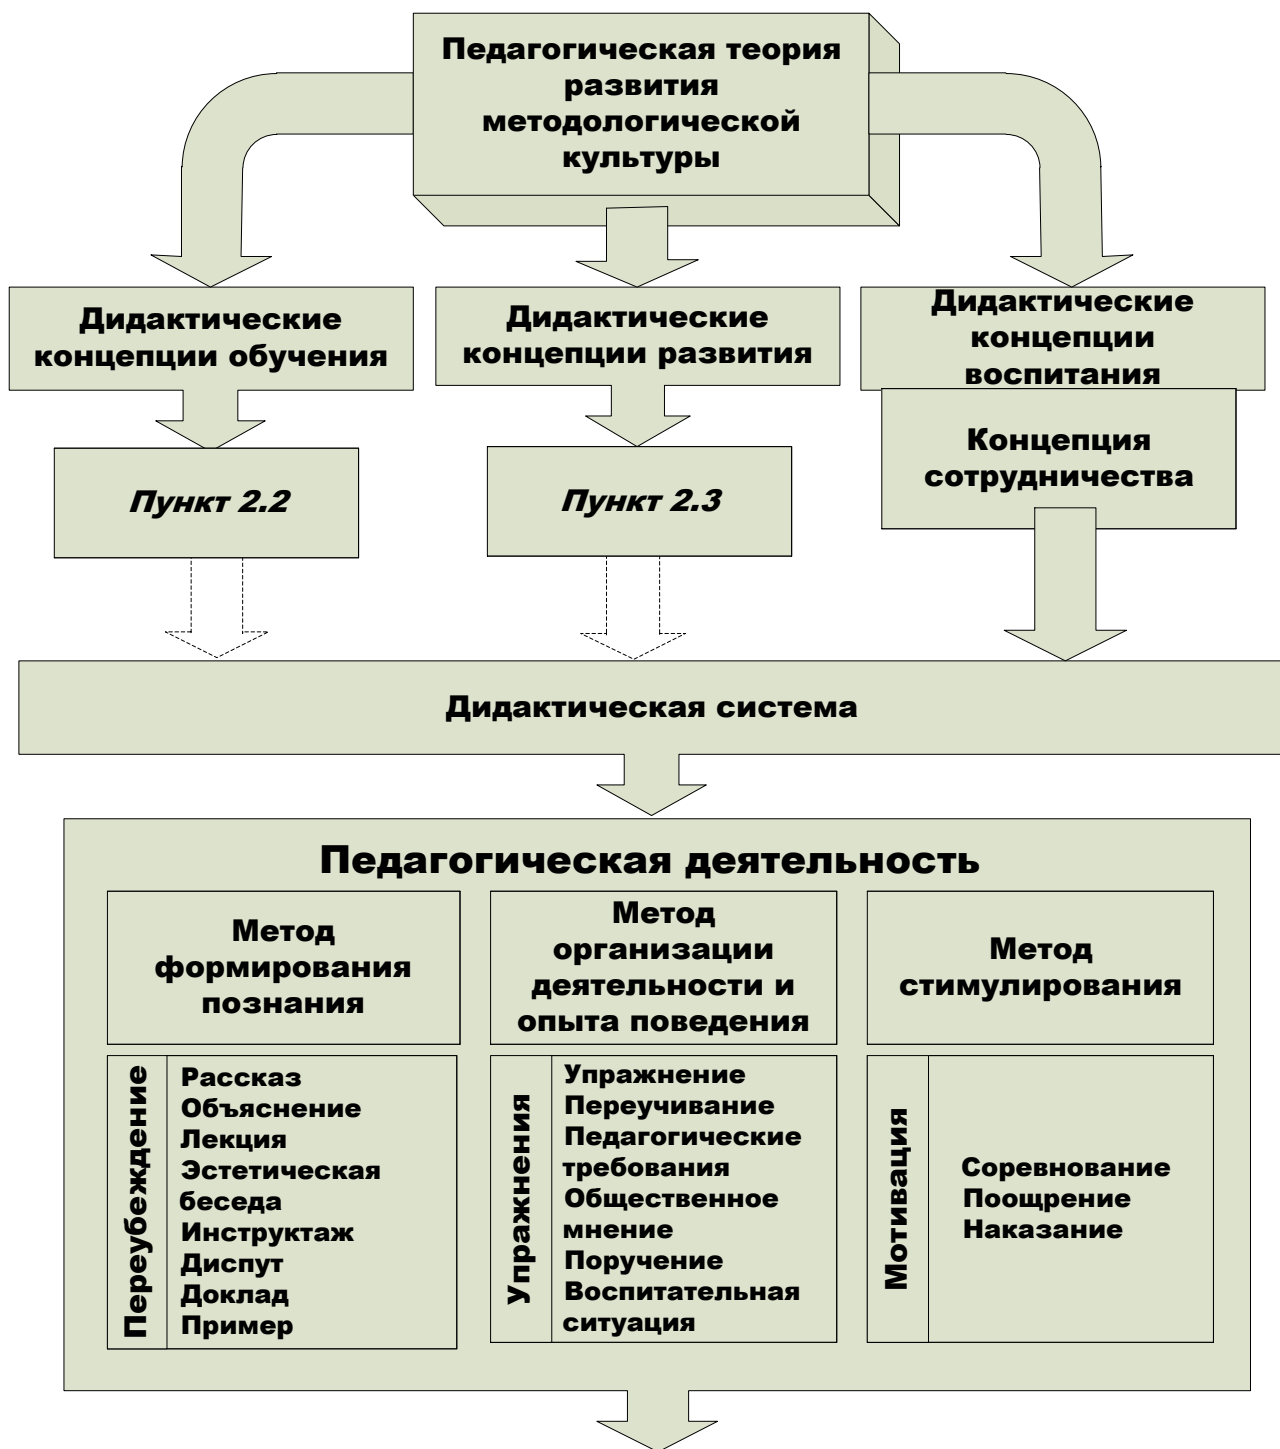 Педагогическая теория
развития
методологической
культуры
Дидактические
концепции обучения
Дидактические
концепции развития
Дидактические
концепции
воспитания
Пункт 2.2
Пункт 2.3
Концепция
сотрудничества
Дидактическая система
Педагогическая деятельность
Метод
формирования
познания
Метод
организации
деятельности и
опыта поведения
Метод
стимулирования
Переубеждение
Рассказ
Объяснение
Лекция
Эстетическая
беседа
Инструктаж
Диспут
Доклад
Пример
Упражнения
Упражнение
Переучивание
Педагогические
требования
Общественное
мнение
Поручение
Воспитательная
ситуация
Мотивация
Соревнование
Поощрение
Наказание